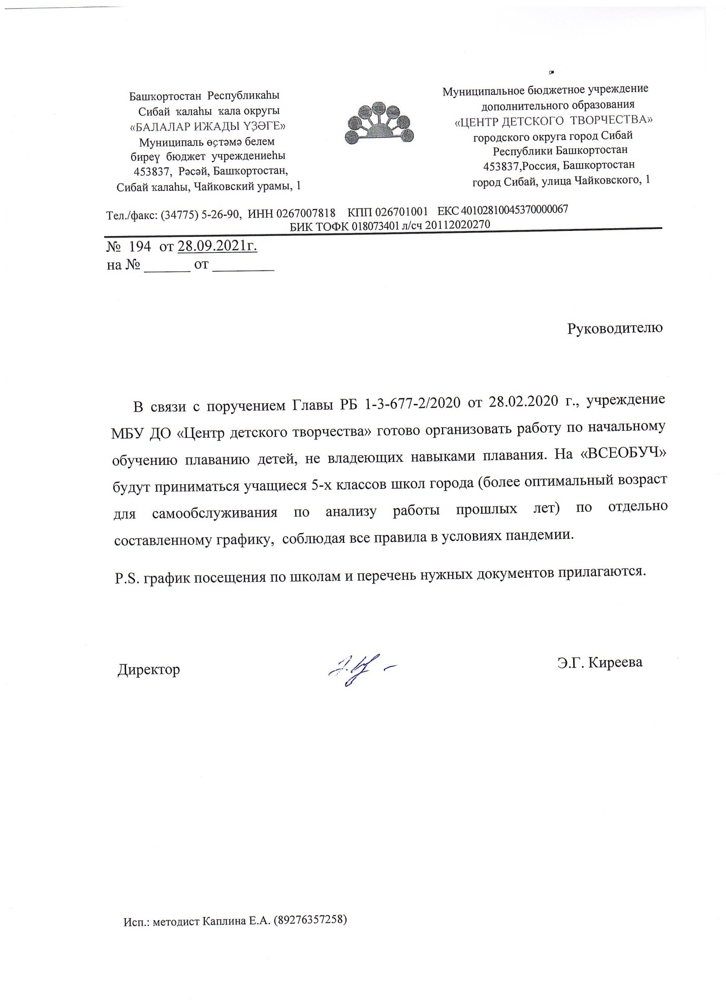 Башҡортостан Республикаһы
Сибай ҡалаһы ҡала округы
«БАЛАЛАР ИЖАДЫ ҮҘӘГЕ»
Муниципаль өҫтәмә белем
биреү бюджет учреждениеһы
453837, Рәсәй, Башҡортостан,
Сибай ҡалаһы, Чайковский урамы, 1
Муниципальное бюджетное учреждение
дополнительного образования
«ЦЕНТР ДЕТСКОГО ТВОРЧЕСТВА»
городского округа город Сибай
Республики Башкортостан
453837,Россия, Башкортостан
город Сибай, улица Чайковского, 1
Тел./факс: (34775) 5-26-90, ИНН 0267007818 КПП 026701001 ЕКС 40102810045370000067
БИК ТОФК 018073401 л/сч 20112020270
№ 194 от 28.09.2021г.
на № ______ от ________
Руководителю
В связи с поручением Главы РБ 1-3-677-2/2020 от 28.02.2020 г., учреждение
МБУ ДО «Центр детского творчества» готово организовать работу по начальному
обучению плаванию детей, не владеющих навыками плавания. На «ВСЕОБУЧ»
будут приниматься учащиеся 5-х классов школ города (более оптимальный возраст
для самообслуживания по анализу работы прошлых лет) по отдельно
составленному графику, соблюдая все правила в условиях пандемии.
P.S. график посещения по школам и перечень нужных документов прилагаются.
Директор
Э.Г. Киреева
Исп.: методист Каплина Е.А. (89276357258)